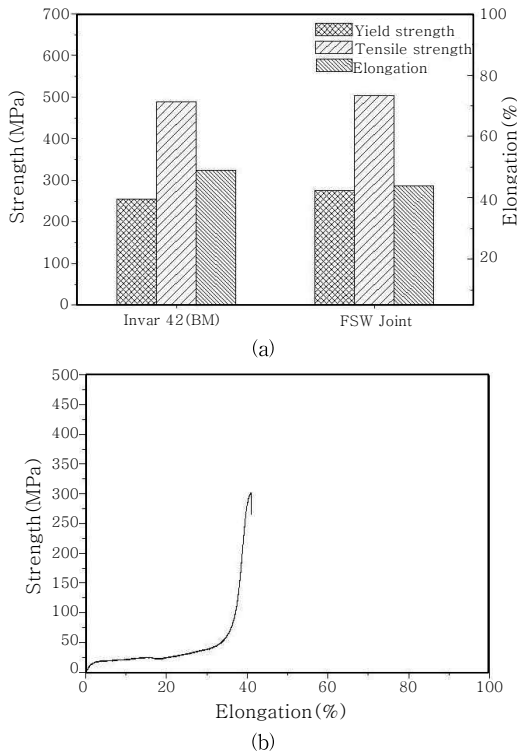 700
600
500
400
300
200
100
0
Strength(MPa)
Yield strength
Tensile strength
Elongation
100
80
60
40
20
Elongation(%)
Invar 42(BM)
FSW Joint
(a)
500
450
400
350
300
250
200
150
100
50
0
Strength(MPa)
0
20
40
60
80
100
Elongation(%)
(b)